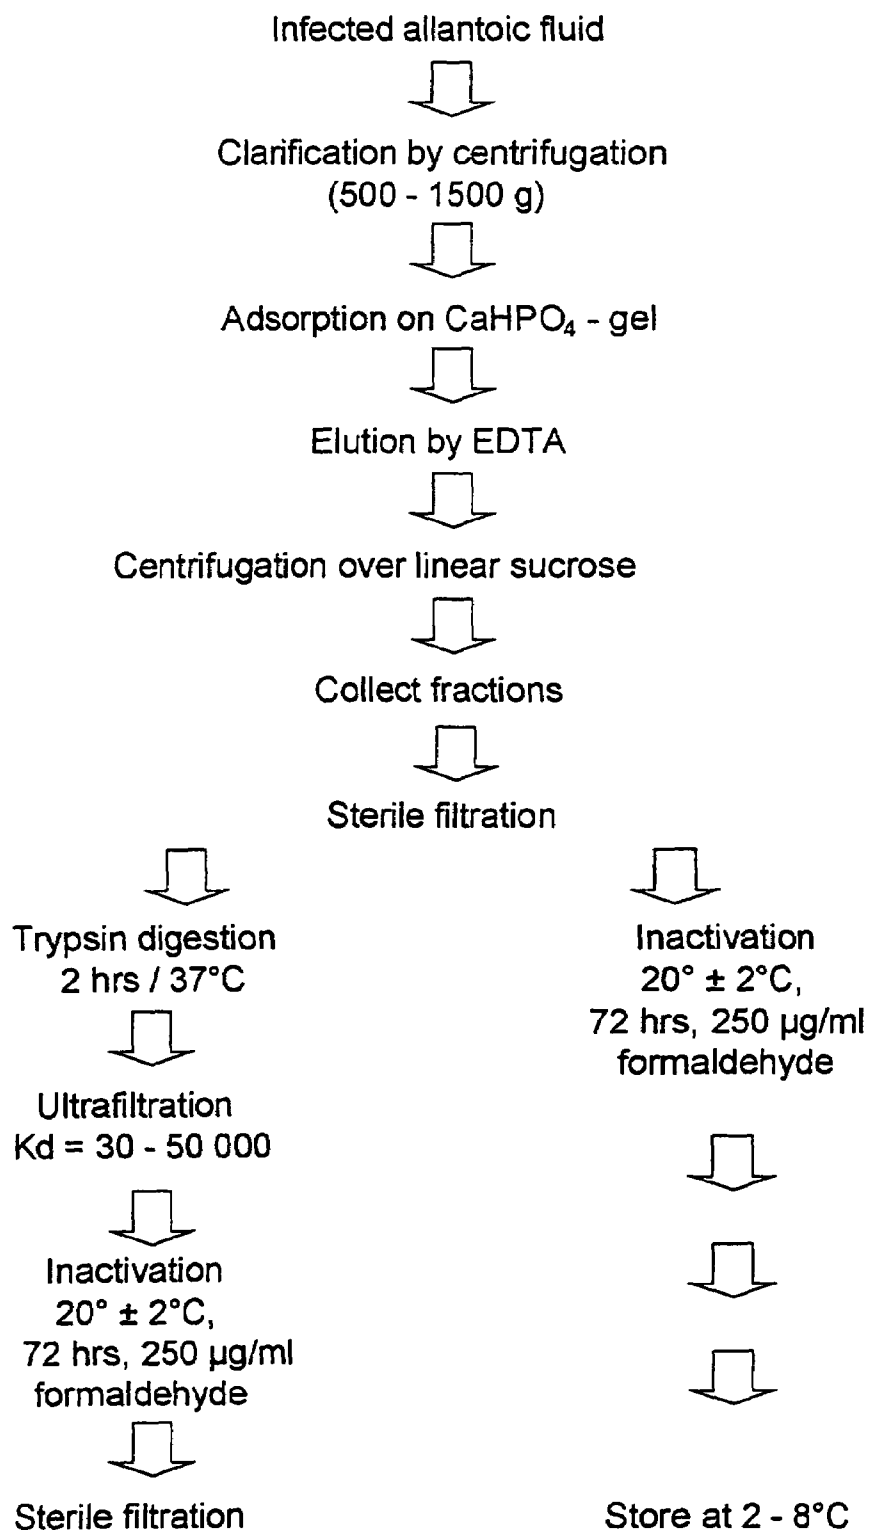 Infected allantoic fluid
Clarification by centrifugation
(500 - 1500 g)
Adsorption on CaHPO₄ - gel
Elution by EDTA
Centrifugation over linear sucrose
Collect fractions
Sterile filtration
Trypsin digestion
2 hrs / 37°C
Ultrafiltration
Kd = 30 - 50 000
Inactivation
20° ± 2°C,
72 hrs, 250 µg/ml
formaldehyde
Sterile filtration
Inactivation
20° ± 2°C,
72 hrs, 250 µg/ml
formaldehyde
Store at 2 - 8°C